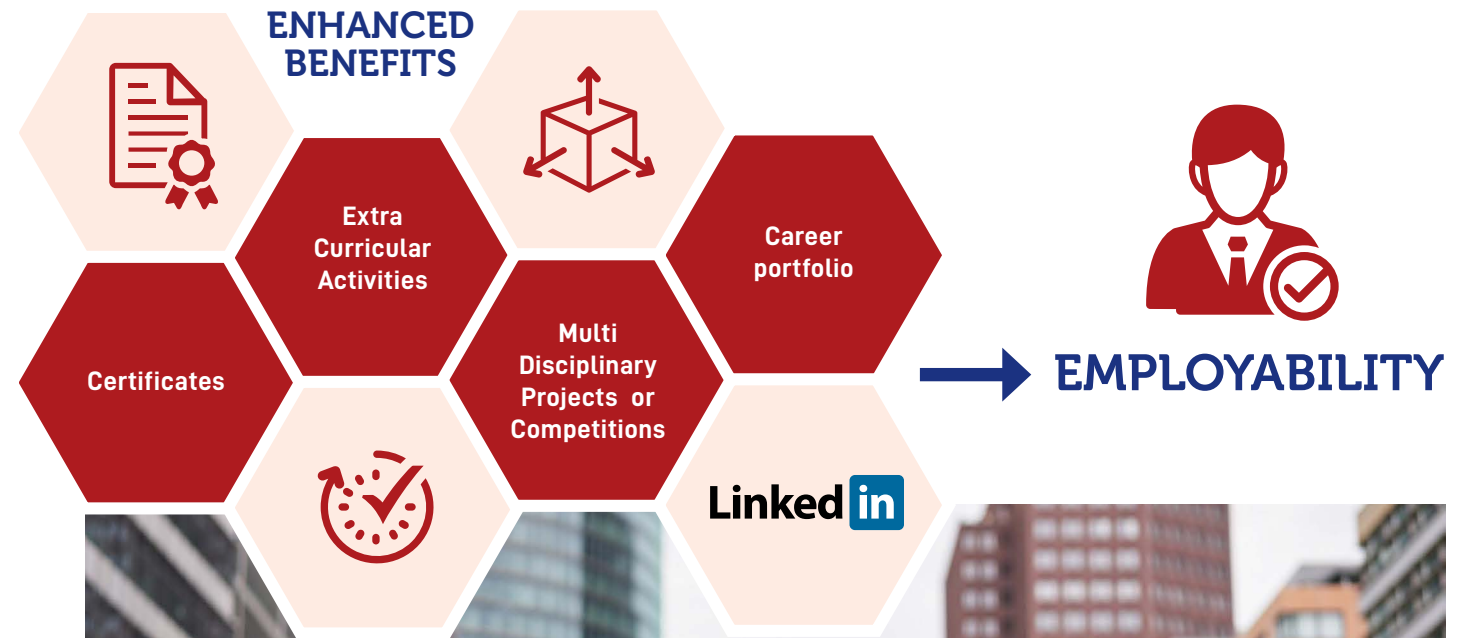 ENHANCED
BENEFITS
Extra
Curricular
Activities
Career
portfolio
Certificates
Multi
Disciplinary
Projects or
Competitions
EMPLOYABILITY
Linked in